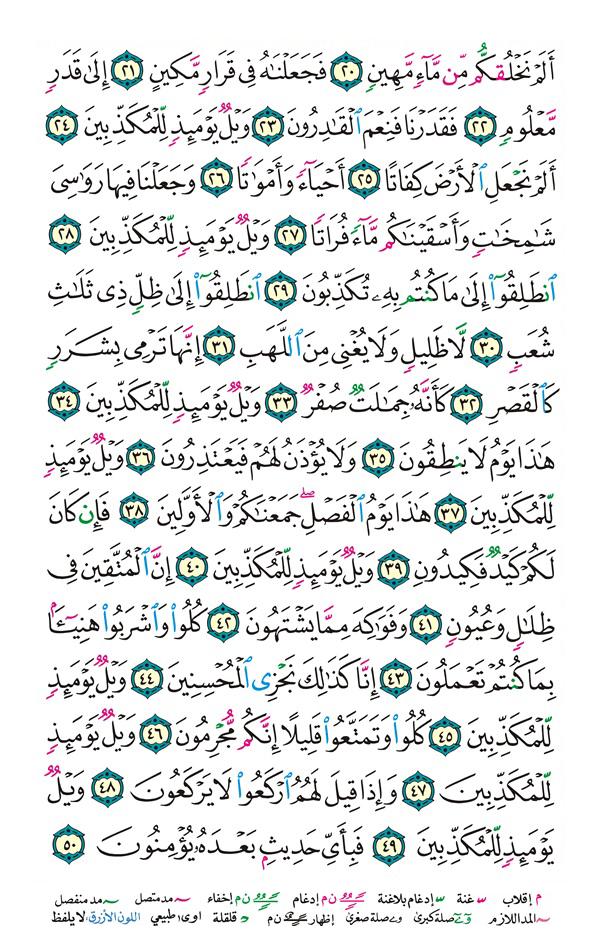 أَلَمۡ نَخۡلُقكُّم مِّن مَّآءٖ مَّهِينٖ ٢٠ فَجَعَلۡنَٰهُ فِي قَرَارٖ مَّكِينٍ ٢١ إِلَىٰ قَدَرٖ
مَّعۡلُومٖ ٢٢ فَقَدَرۡنَا فَنِعۡمَ ٱلۡقَٰدِرُونَ ٢٣ وَيۡلٞ يَوۡمَئِذٖ لِّلۡمُكَذِّبِينَ ٢٤
أَلَمۡ نَجۡعَلِ ٱلۡأَرۡضَ كِفَاتًا ٢٥ أَحۡيَآءٗ وَأَمۡوَٰتٗا ٢٦ وَجَعَلۡنَا فِيهَا رَوَٰسِيَ
شَٰمِخَٰتٖ وَأَسۡقَيۡنَٰكُم مَّآءٗ فُرَاتٗا ٢٧ وَيۡلٞ يَوۡمَئِذٖ لِّلۡمُكَذِّبِينَ ٢٨
ٱنطَلِقُوٓاْ إِلَىٰ مَا كُنتُم بِهِۦ تُكَذِّبُونَ ٢٩ ٱنطَلِقُوٓاْ إِلَىٰ ظِلّٖ ذِي ثَلَٰثِ
شُعَبٖ ٣٠ لَّا ظَلِيلٖ وَلَا يُغۡنِي مِنَ ٱللَّهَبِ ٣١ إِنَّهَا تَرۡمِي بِشَرَرٖ
كَٱلۡقَصۡرِ ٣٢ كَأَنَّهُۥ جِمَٰلَتٞ صُفۡرٞ ٣٣ وَيۡلٞ يَوۡمَئِذٖ لِّلۡمُكَذِّبِينَ ٣٤
هَٰذَا يَوۡمُ لَا يَنطِقُونَ ٣٥ وَلَا يُؤۡذَنُ لَهُمۡ فَيَعۡتَذِرُونَ ٣٦ وَيۡلٞ يَوۡمَئِذٖ
لِّلۡمُكَذِّبِينَ ٣٧ هَٰذَا يَوۡمُ ٱلۡفَصۡلِۖ جَمَعۡنَٰكُمۡ وَٱلۡأَوَّلِينَ ٣٨ فَإِن كَانَ
لَكُمۡ كَيۡدٞ فَكِيدُونِ ٣٩ وَيۡلٞ يَوۡمَئِذٖ لِّلۡمُكَذِّبِينَ ٤٠ إِنَّ ٱلۡمُتَّقِينَ فِي
ظِلَٰلٖ وَعُيُونٖ ٤١ وَفَوَٰكِهَ مِمَّا يَشۡتَهُونَ ٤٢ كُلُواْ وَٱشۡرَبُواْ هَنِيٓـَٔۢا
بِمَا كُنتُمۡ تَعۡمَلُونَ ٤٣ إِنَّا كَذَٰلِكَ نَجۡزِي ٱلۡمُحۡسِنِينَ ٤٤ وَيۡلٞ يَوۡمَئِذٖ
لِّلۡمُكَذِّبِينَ ٤٥ كُلُواْ وَتَمَتَّعُواْ قَلِيلًا إِنَّكُم مُّجۡرِمُونَ ٤٦ وَيۡلٞ يَوۡمَئِذٖ
لِّلۡمُكَذِّبِينَ ٤٧ وَإِذَا قِيلَ لَهُمُ ٱرۡكَعُواْ لَا يَرۡكَعُونَ ٤٨ وَيۡلٞ
يَوۡمَئِذٖ لِّلۡمُكَذِّبِينَ ٤٩ فَبِأَيِّ حَدِيثِۭ بَعۡدَهُۥ يُؤۡمِنُونَ ٥٠
م إقلاب غنة إدغام بلاغنة ن م إدغام ن م إخفاء مد متصل مد منفصل
المد اللازم صلة كبرى صلة صغرى إظهار ن م قلقلة اوي طبيعي اللون الأزرق: لا يلفظ